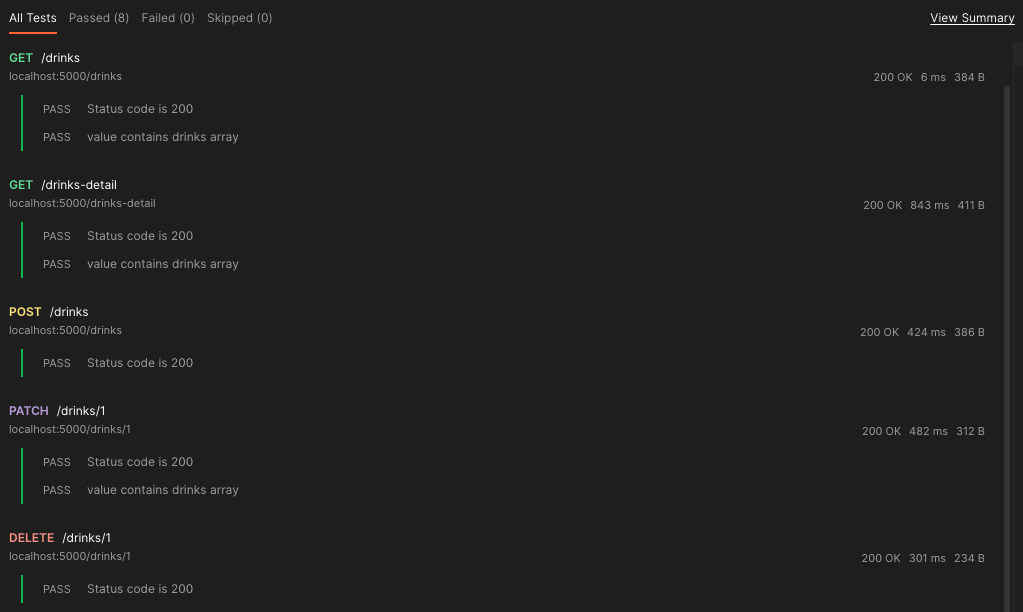 All Tests Passed (8) Failed (0) Skipped (0) View Summary
GET /drinks
localhost:5000/drinks
200 OK 6 ms 384 B
PASS Status code is 200
PASS value contains drinks array
GET /drinks-detail
localhost:5000/drinks-detail
200 OK 843 ms 411 B
PASS Status code is 200
PASS value contains drinks array
POST /drinks
localhost:5000/drinks
200 OK 424 ms 386 B
PASS Status code is 200
PATCH /drinks/1
localhost:5000/drinks/1
200 OK 482 ms 312 B
PASS Status code is 200
PASS value contains drinks array
DELETE /drinks/1
localhost:5000/drinks/1
200 OK 301 ms 234 B
PASS Status code is 200